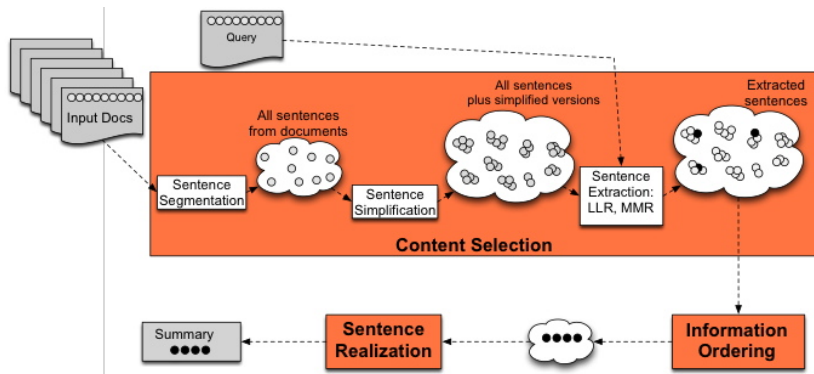 Query
Input Docs
All sentences
from documents
All sentences
plus simplified versions
Extracted
sentences
Sentence
Segmentation
Sentence
Simplification
Sentence
Extraction:
LLR, MMR
Content Selection
Summary
Sentence
Realization
Information
Ordering